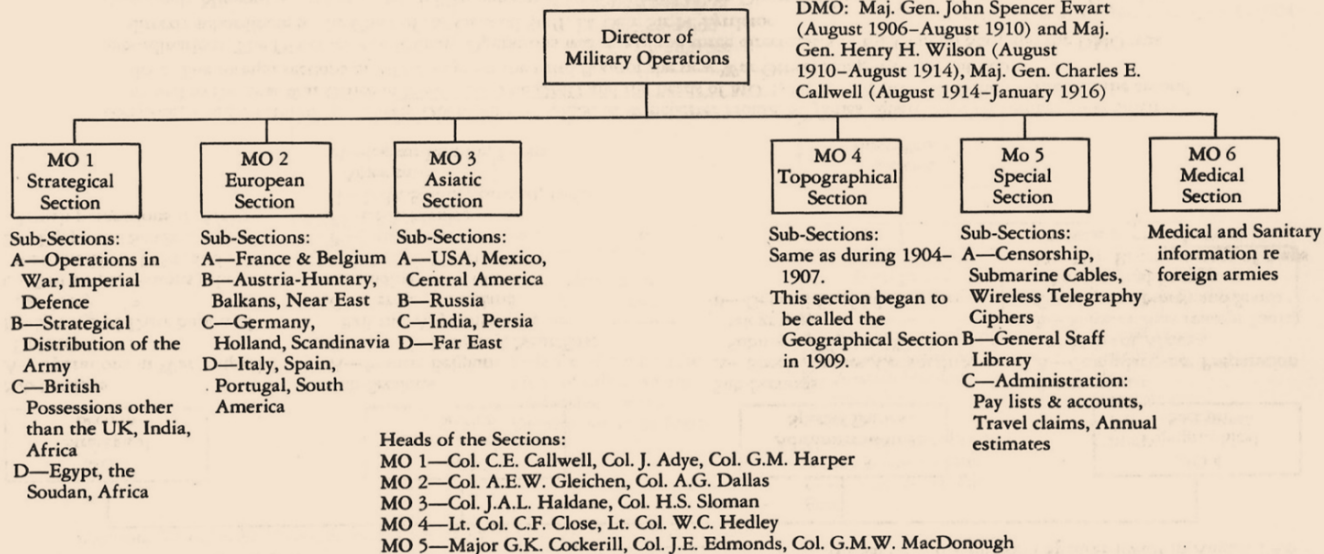 Director of
Military Operations
DMO: Maj. Gen. John Spencer Ewart
(August 1906–August 1910) and Maj.
Gen. Henry H. Wilson (August
1910–August 1914), Maj. Gen. Charles E.
Callwell (August 1914–January 1916)
MO 1
Strategical
Section
Sub-Sections:
A—Operations in
War, Imperial
Defence
B—Strategical
Distribution of the
Army
C—British
Possessions other
than the UK, India,
Africa
D—Egypt, the
Soudan, Africa
MO 2
European
Section
Sub-Sections:
A—France & Belgium
B—Austria-Huntary,
Balkans, Near East
C—Germany,
Holland, Scandinavia
D—Italy, Spain,
Portugal, South
America
MO 3
Asiatic
Section
Sub-Sections:
A—USA, Mexico,
Central America
B—Russia
C—India, Persia
D—Far East
MO 4
Topographical
Section
Sub-Sections:
Same as during 1904–
1907.
This section began to
be called the
Geographical Section
in 1909.
Mo 5
Special
Section
Sub-Sections:
A—Censorship,
Submarine Cables,
Wireless Telegraphy
Ciphers
B—General Staff
Library
C—Administration:
Pay lists & accounts,
Travel claims, Annual
estimates
MO 6
Medical
Section
Medical and Sanitary
information re
foreign armies
Heads of the Sections:
MO 1—Col. C.E. Callwell, Col. J. Adye, Col. G.M. Harper
MO 2—Col. A.E.W. Gleichen, Col. A.G. Dallas
MO 3—Col. J.A.L. Haldane, Col. H.S. Sloman
MO 4—Lt. Col. C.F. Close, Lt. Col. W.C. Hedley
MO 5—Major G.K. Cockerill, Col. J.E. Edmonds, Col. G.M.W. MacDonough